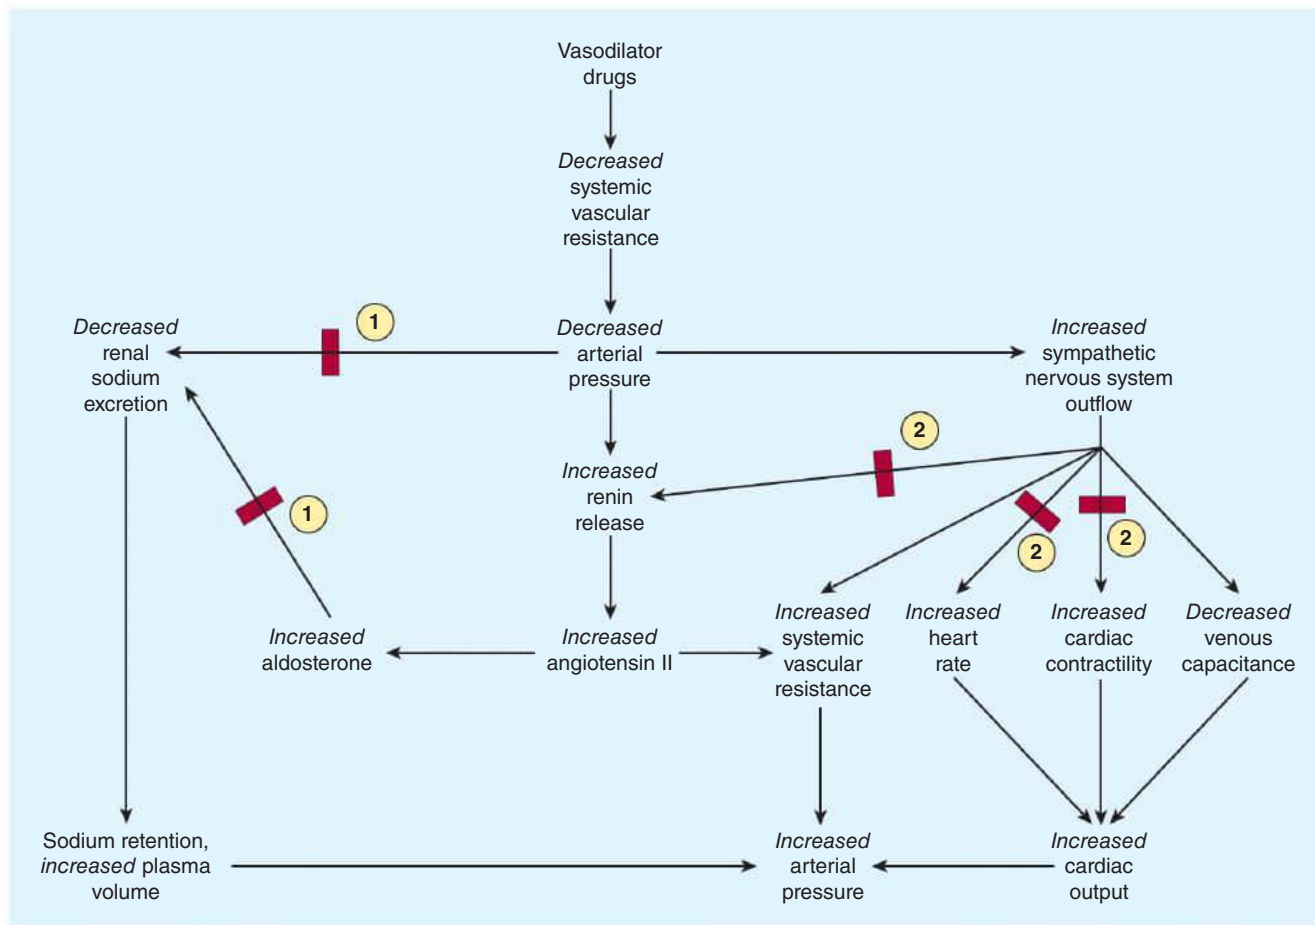 Vasodilator
drugs
Decreased
systemic
vascular
resistance
Decreased
renal
sodium
excretion
1
Decreased
arterial
pressure
Increased
sympathetic
nervous system
outflow
2
Increased
renin
release
1
2
2
Increased
aldosterone
Increased
angiotensin II
Increased
systemic
vascular
resistance
Increased
heart
rate
Increased
cardiac
contractility
Decreased
venous
capacitance
Sodium retention,
increased plasma
volume
Increased
arterial
pressure
Increased
cardiac
output